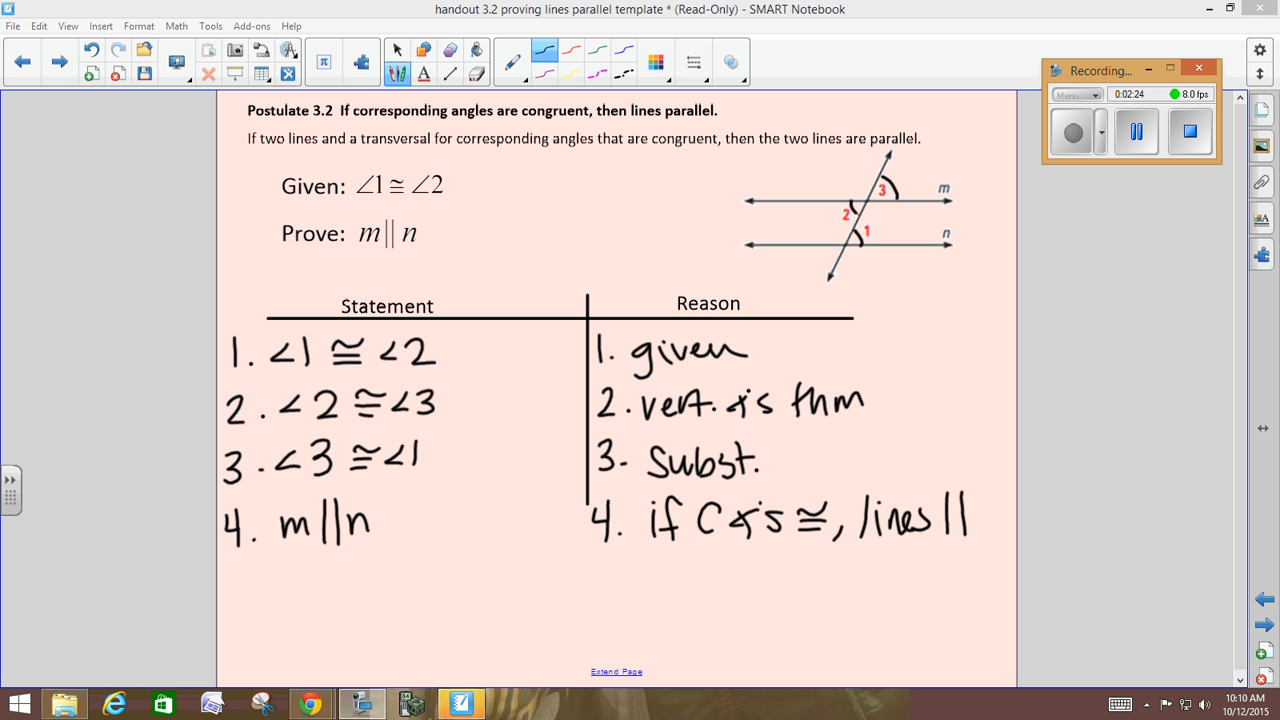 handout 3.2 proving lines parallel template * (Read-Only) - SMART Notebook
File Edit View Insert Format Math Tools Add-ons Help
Recording...
Menu 0:02:24 8.0 fps
Postulate 3.2 If corresponding angles are congruent, then lines parallel.
If two lines and a transversal for corresponding angles that are congruent, then the two lines are parallel.
Given: ∠1 ≅ ∠2
Prove: m || n
3 m
2
1 n
Statement Reason
1. ∠1 ≅ ∠2 1. given
2. ∠2 ≅ ∠3 2. vert. ∡'s thm
3. ∠3 ≅ ∠1 3. Subst.
4. m || n 4. if C ∡'s ≅, lines ||
Extend Page
10:10 AM
10/12/2015